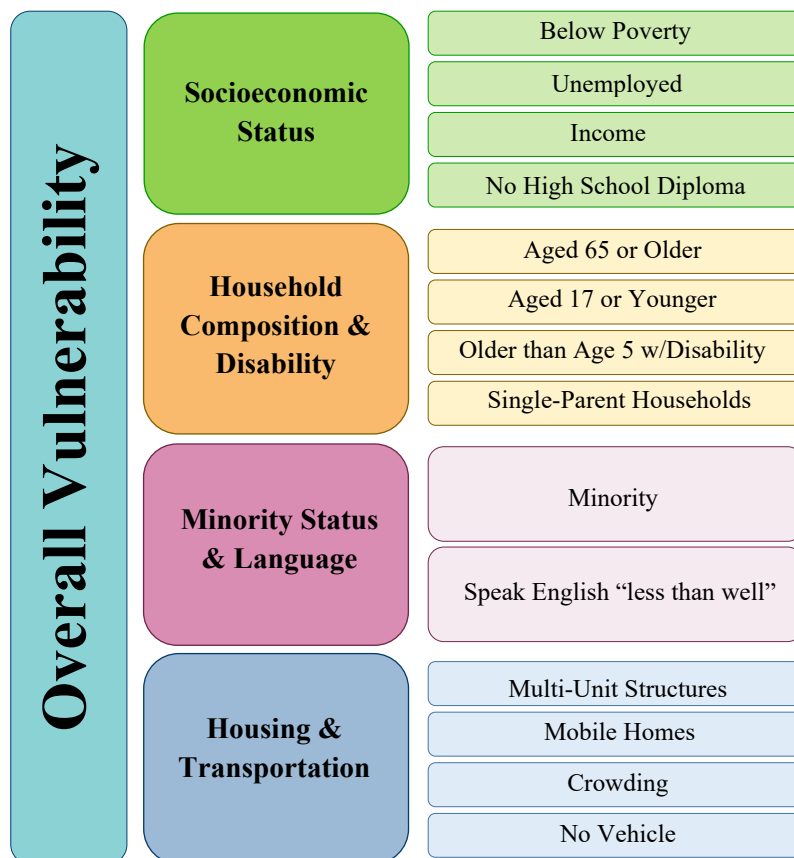 Overall Vulnerability
Socioeconomic
Status
Below Poverty
Unemployed
Income
No High School Diploma
Household
Composition &
Disability
Aged 65 or Older
Aged 17 or Younger
Older than Age 5 w/Disability
Single-Parent Households
Minority Status
& Language
Minority
Speak English “less than well”
Housing &
Transportation
Multi-Unit Structures
Mobile Homes
Crowding
No Vehicle